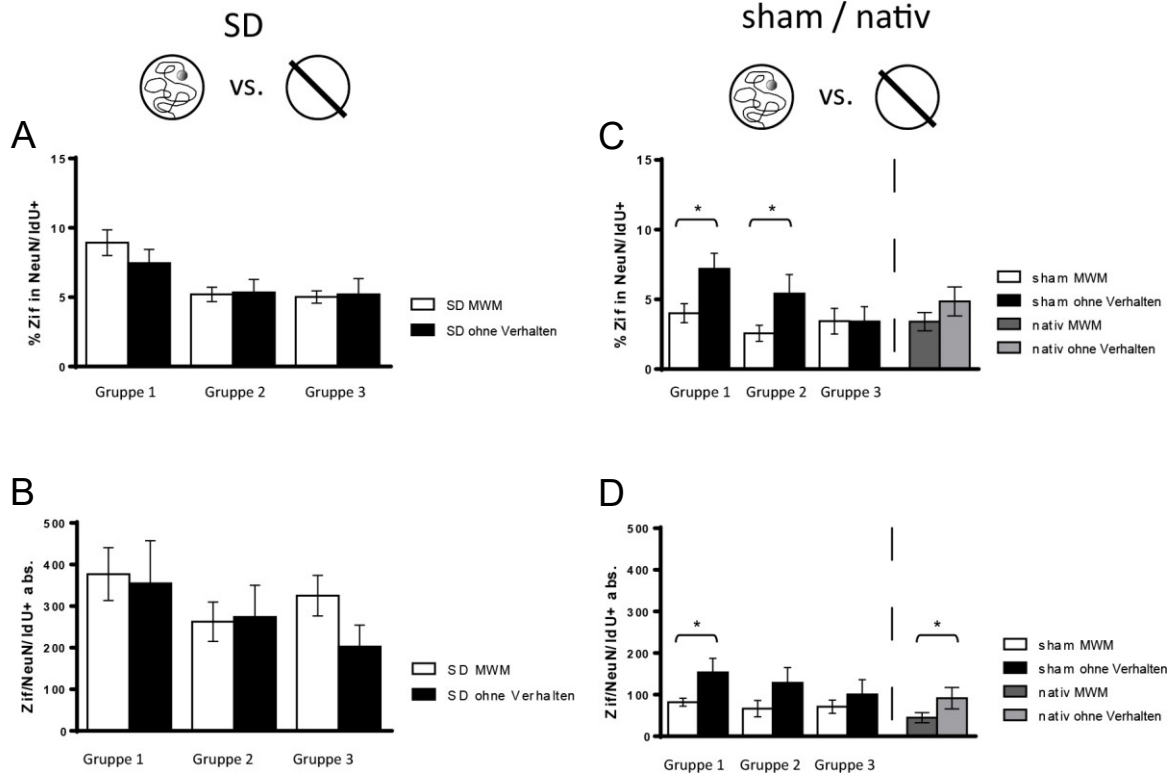 SD
vs.
sham / nativ
vs.
A
% Zif in NeuN/IdU+
15
10
5
0
Gruppe 1
Gruppe 2
Gruppe 3
SD MWM
SD ohne Verhalten
C
% Zif in NeuN/IdU+
15
10
5
0
*
*
Gruppe 1
Gruppe 2
Gruppe 3
sham MWM
sham ohne Verhalten
nativ MWM
nativ ohne Verhalten
B
Zif/NeuN/IdU+ abs.
500
400
300
200
100
0
Gruppe 1
Gruppe 2
Gruppe 3
SD MWM
SD ohne Verhalten
D
Zif/NeuN/IdU+ abs.
500
400
300
200
100
0
*
*
Gruppe 1
Gruppe 2
Gruppe 3
sham MWM
sham ohne Verhalten
nativ MWM
nativ ohne Verhalten